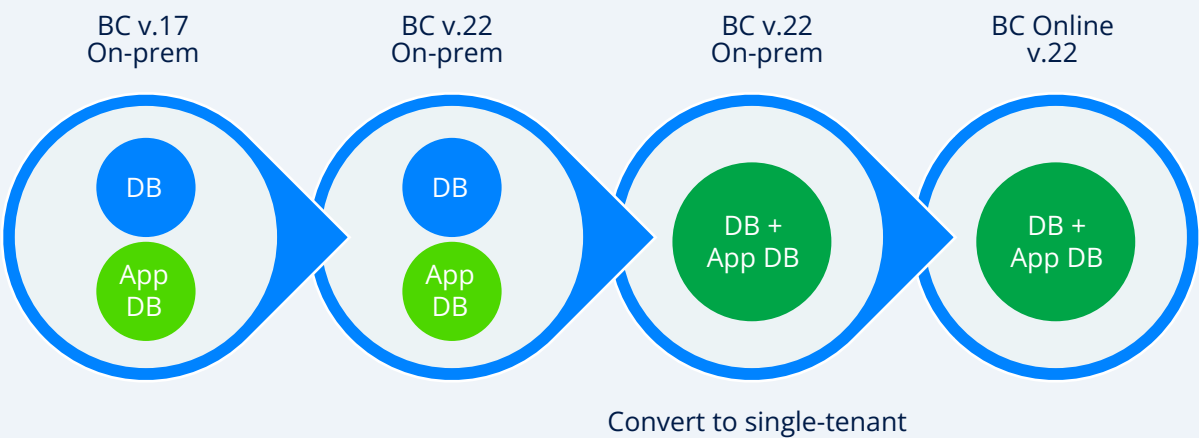 BC v.17
On-prem
BC v.22
On-prem
BC v.22
On-prem
BC Online
v.22
DB
App
DB
DB
App
DB
DB +
App DB
DB +
App DB
Convert to single-tenant